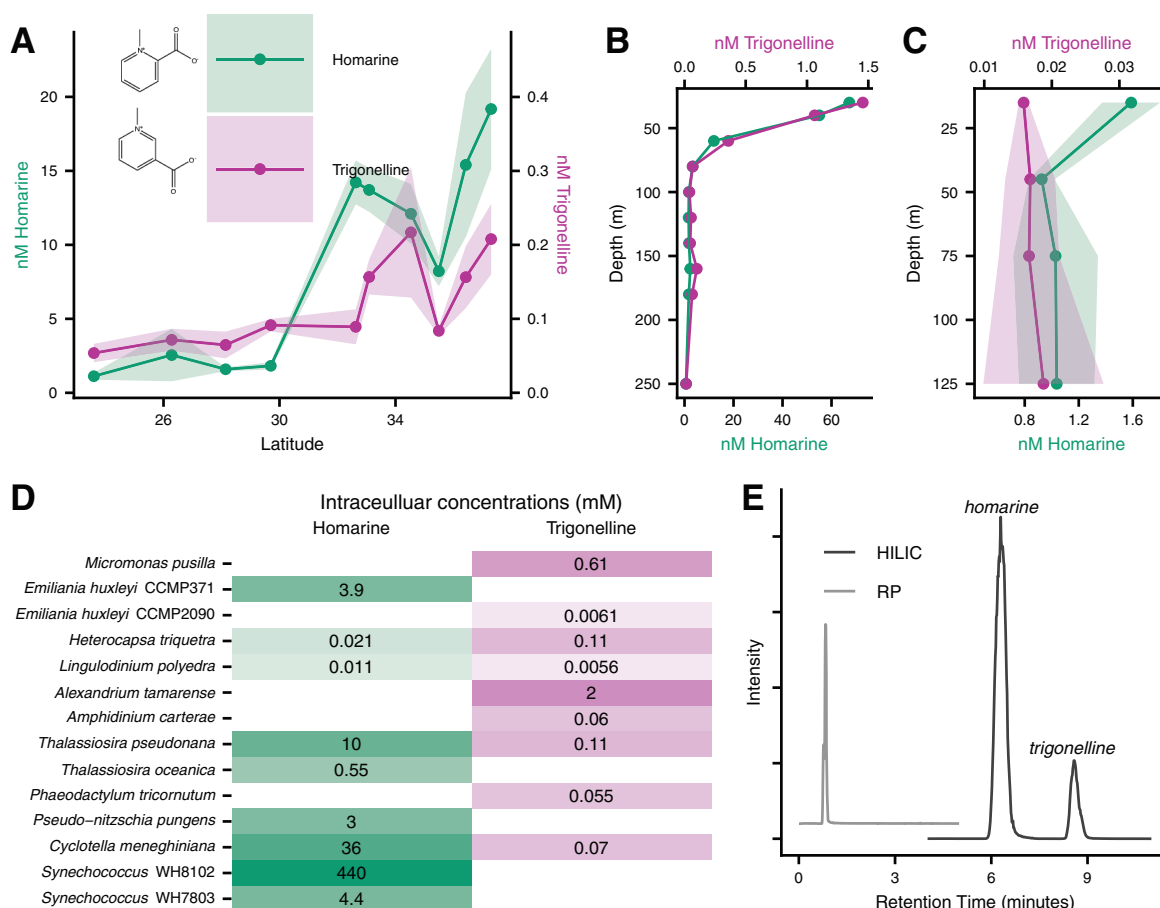 A
N⁺
O
O⁻
N⁺
O⁻
O
Homarine
Trigonelline
nM Homarine
0
5
10
15
20
nM Trigonelline
0.0
0.1
0.2
0.3
0.4
26
30
34
Latitude
B
nM Trigonelline
0.0
0.5
1.0
1.5
Depth (m)
50
100
150
200
250
0
20
40
60
nM Homarine
C
nM Trigonelline
0.01
0.02
0.03
Depth (m)
25
50
75
100
125
0.8
1.2
1.6
nM Homarine
D
Intraceulluar concentrations (mM)
Homarine Trigonelline
Micromonas pusilla 0.61
Emiliania huxleyi CCMP371 3.9
Emiliania huxleyi CCMP2090 0.0061
Heterocapsa triquetra 0.021 0.11
Lingulodinium polyedra 0.011 0.0056
Alexandrium tamarense 2
Amphidinium carterae 0.06
Thalassiosira pseudonana 10 0.11
Thalassiosira oceanica 0.55
Phaeodactylum tricornutum 0.055
Pseudo−nitzschia pungens 3
Cyclotella meneghiniana 36 0.07
Synechococcus WH8102 440
Synechococcus WH7803 4.4
E
homarine
HILIC
RP
trigonelline
Intensity
0
3
6
9
Retention Time (minutes)